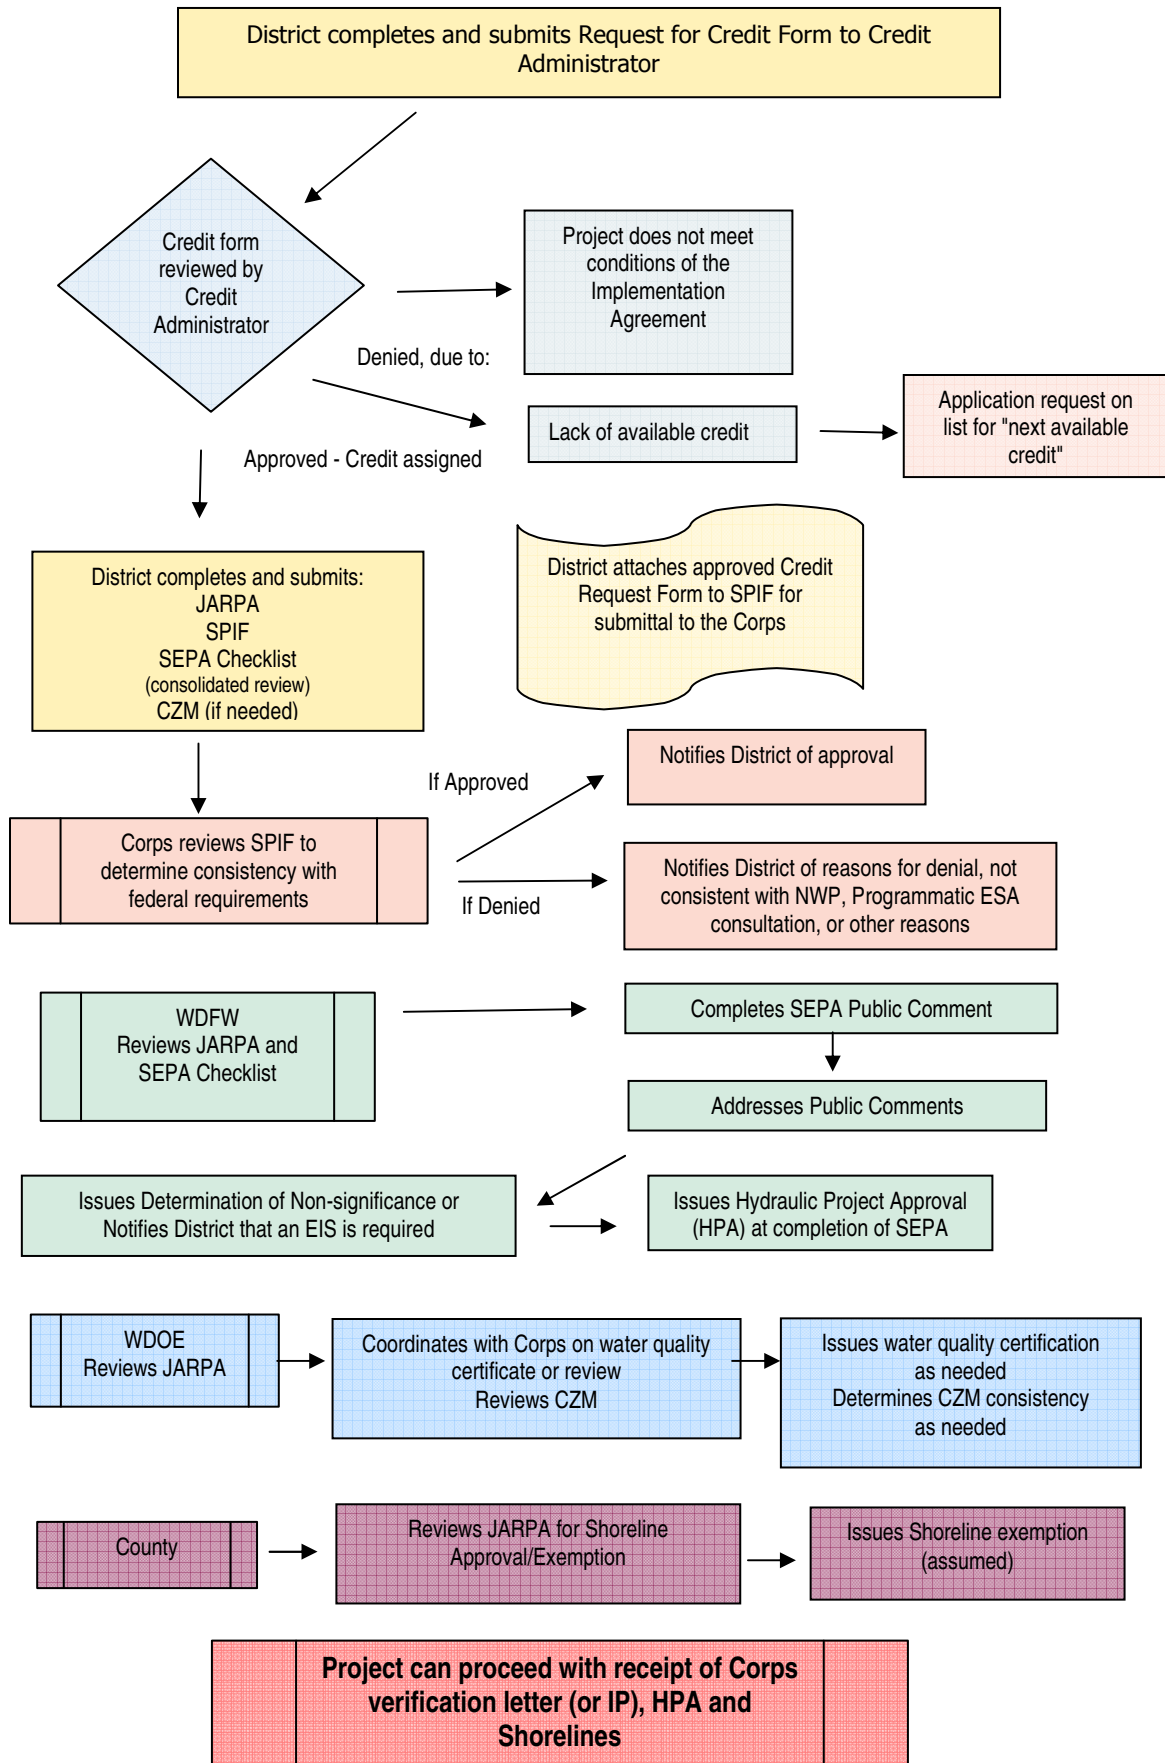 District completes and submits Request for Credit Form to Credit
Administrator
Credit form
reviewed by
Credit
Administrator
Project does not meet
conditions of the
Implementation
Agreement
Denied, due to:
Lack of available credit
Application request on
list for "next available
credit"
Approved - Credit assigned
District completes and submits:
JARPA
SPIF
SEPA Checklist
(consolidated review)
CZM (if needed)
District attaches approved Credit
Request Form to SPIF for
submittal to the Corps
Corps reviews SPIF to
determine consistency with
federal requirements
If Approved
Notifies District of approval
If Denied
Notifies District of reasons for denial, not
consistent with NWP, Programmatic ESA
consultation, or other reasons
WDFW
Reviews JARPA and
SEPA Checklist
Completes SEPA Public Comment
Addresses Public Comments
Issues Determination of Non-significance or
Notifies District that an EIS is required
Issues Hydraulic Project Approval
(HPA) at completion of SEPA
WDOE
Reviews JARPA
Coordinates with Corps on water quality
certificate or review
Reviews CZM
Issues water quality certification
as needed
Determines CZM consistency
as needed
County
Reviews JARPA for Shoreline
Approval/Exemption
Issues Shoreline exemption
(assumed)
Project can proceed with receipt of Corps
verification letter (or IP), HPA and
Shorelines